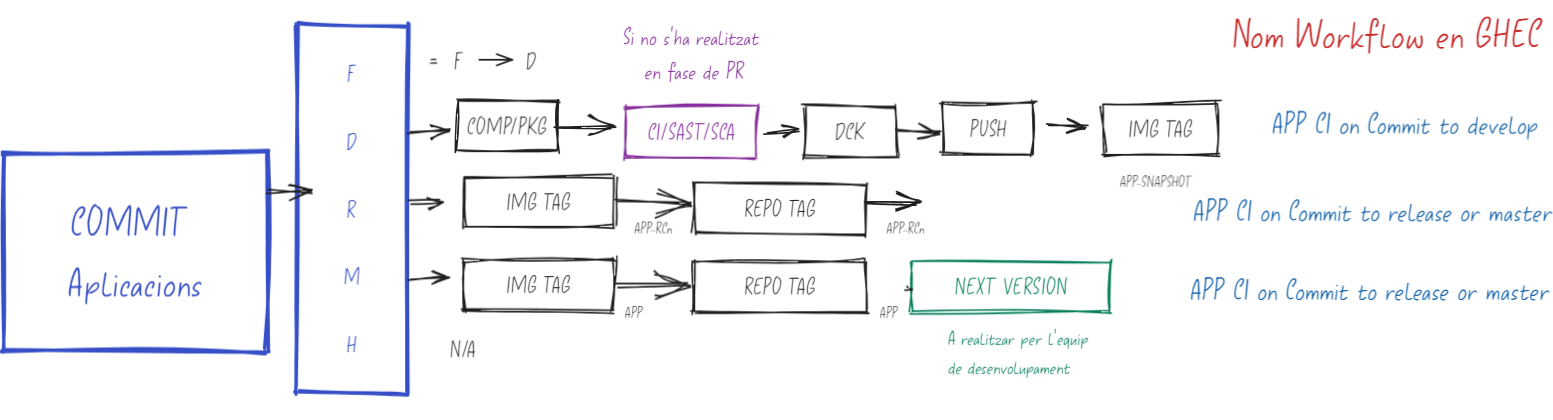 Nom Workflow en GHEC
COMMIT
Aplicacions
F
= F → D
Si no s'ha realitzat
en fase de PR
D
COMP/PKG
CI/SAST/SCA
DCK
PUSH
IMG TAG
APP-SNAPSHOT
APP CI on Commit to develop
R
IMG TAG
APP-RCn
REPO TAG
APP-RCn
APP CI on Commit to release or master
M
IMG TAG
APP
REPO TAG
APP
NEXT VERSION
A realitzar per l'equip
de desenvolupament
APP CI on Commit to release or master
H
N/A